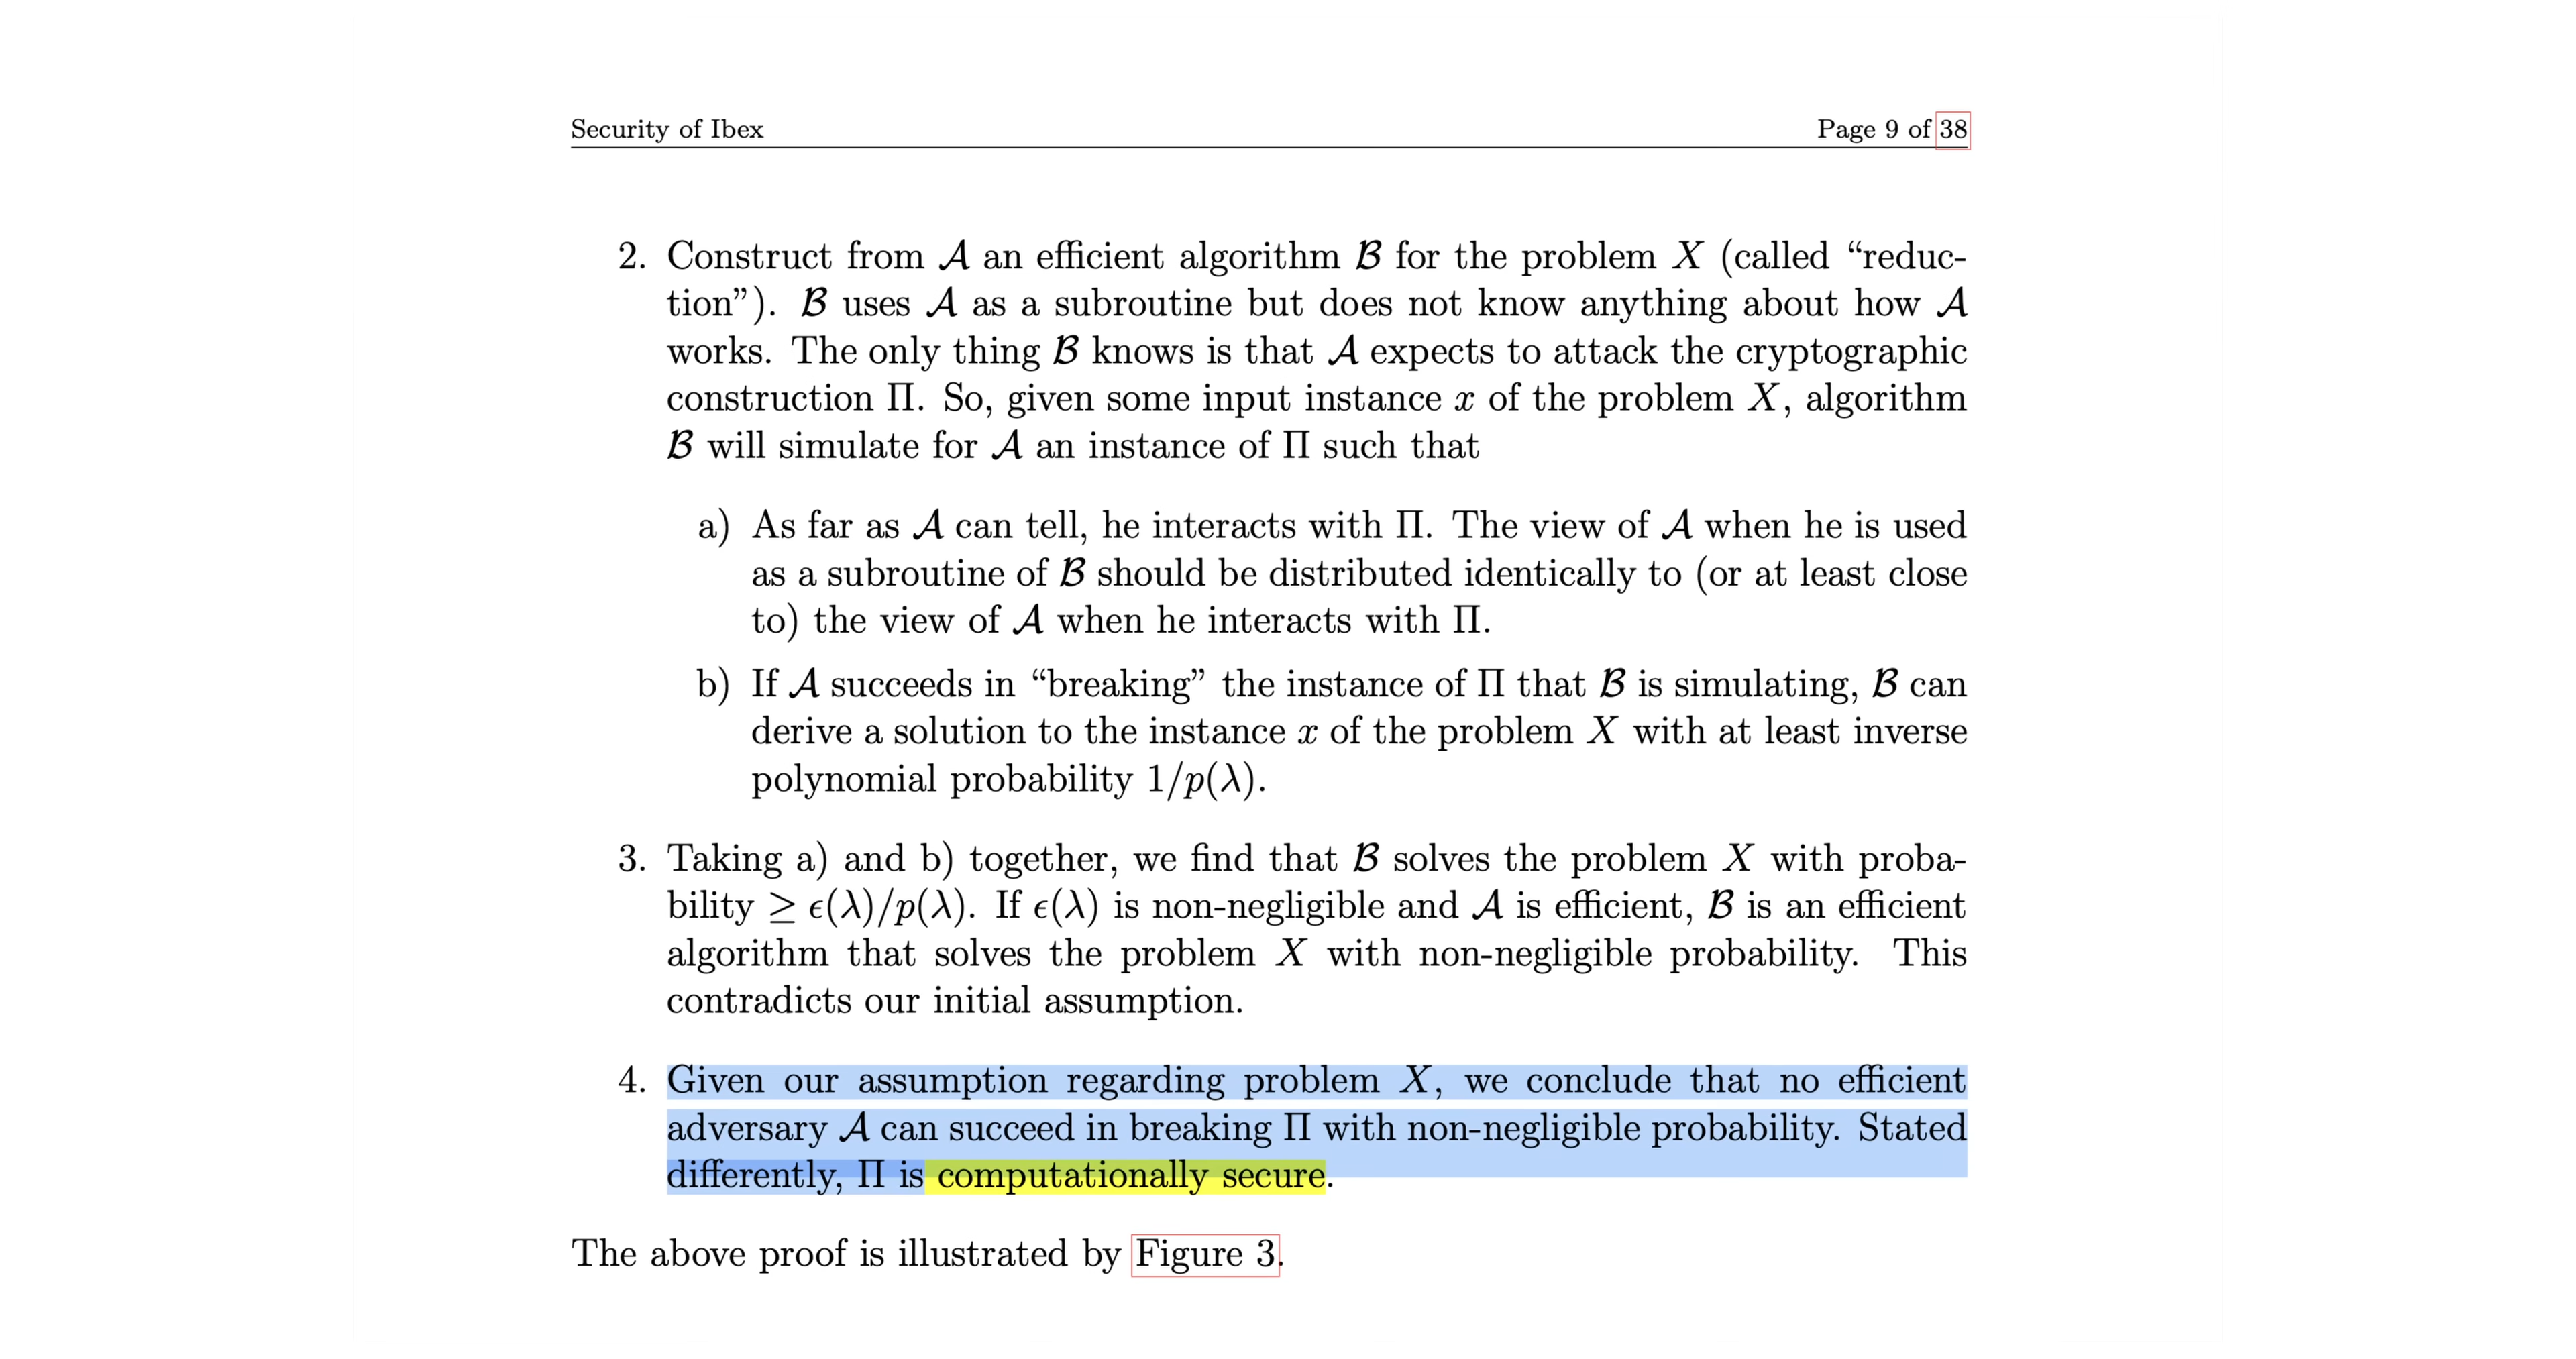 Security of Ibex
Page 9 of 38
2. Construct from 𝒜 an efficient algorithm ℬ for the problem X (called “reduc-
tion”). ℬ uses 𝒜 as a subroutine but does not know anything about how 𝒜
works. The only thing ℬ knows is that 𝒜 expects to attack the cryptographic
construction Π. So, given some input instance x of the problem X, algorithm
ℬ will simulate for 𝒜 an instance of Π such that
a) As far as 𝒜 can tell, he interacts with Π. The view of 𝒜 when he is used
as a subroutine of ℬ should be distributed identically to (or at least close
to) the view of 𝒜 when he interacts with Π.
b) If 𝒜 succeeds in “breaking” the instance of Π that ℬ is simulating, ℬ can
derive a solution to the instance x of the problem X with at least inverse
polynomial probability 1/p(λ).
3. Taking a) and b) together, we find that ℬ solves the problem X with proba-
bility ≥ ϵ(λ)/p(λ). If ϵ(λ) is non-negligible and 𝒜 is efficient, ℬ is an efficient
algorithm that solves the problem X with non-negligible probability. This
contradicts our initial assumption.
4. Given our assumption regarding problem X, we conclude that no efficient
adversary 𝒜 can succeed in breaking Π with non-negligible probability. Stated
differently, Π is computationally secure.
The above proof is illustrated by Figure 3.